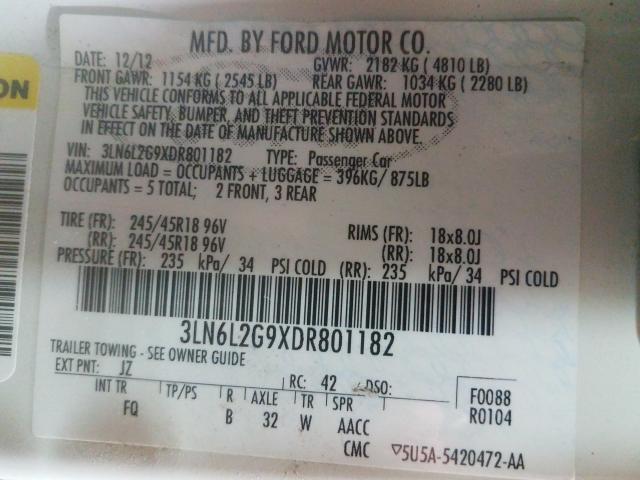 MFD. BY FORD MOTOR CO.
DATE: 12/12 GVWR: 2182 KG ( 4810 LB)
FRONT GAWR: 1154 KG ( 2545 LB) REAR GAWR: 1034 KG ( 2280 LB)
THIS VEHICLE CONFORMS TO ALL APPLICABLE FEDERAL MOTOR
VEHICLE SAFETY, BUMPER, AND THEFT PREVENTION STANDARDS
IN EFFECT ON THE DATE OF MANUFACTURE SHOWN ABOVE.
VIN: 3LN6L2G9XDR801182 TYPE: Passenger Car
MAXIMUM LOAD = OCCUPANTS + LUGGAGE = 396KG/ 875LB
OCCUPANTS = 5 TOTAL; 2 FRONT, 3 REAR
TIRE (FR): 245/45R18 96V RIMS (FR): 18x8.0J
(RR): 245/45R18 96V (RR): 18x8.0J
PRESSURE (FR): 235 kPa/ 34 PSI COLD (RR): 235 kPa/ 34 PSI COLD
3LN6L2G9XDR801182
TRAILER TOWING - SEE OWNER GUIDE
EXT PNT: JZ RC: 42 DSO: F0088
INT TR TP/PS R AXLE TR SPR R0104
FQ B 32 W AACC
CMC ▽5U5A-5420472-AA
ON